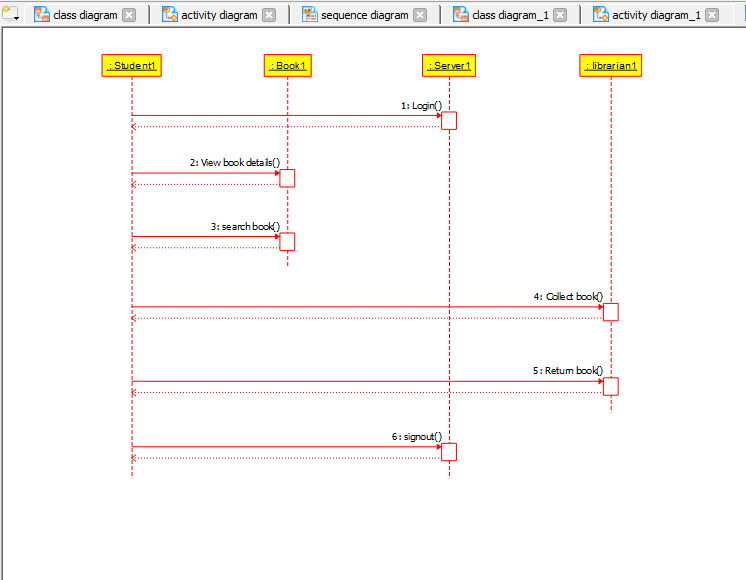 class diagram
activity diagram
sequence diagram
class diagram_1
activity diagram_1
: Student1
: Book1
: Server1
: librarian1
1: Login()
2: View book details()
3: search book()
4: Collect book()
5: Return book()
6: signout()